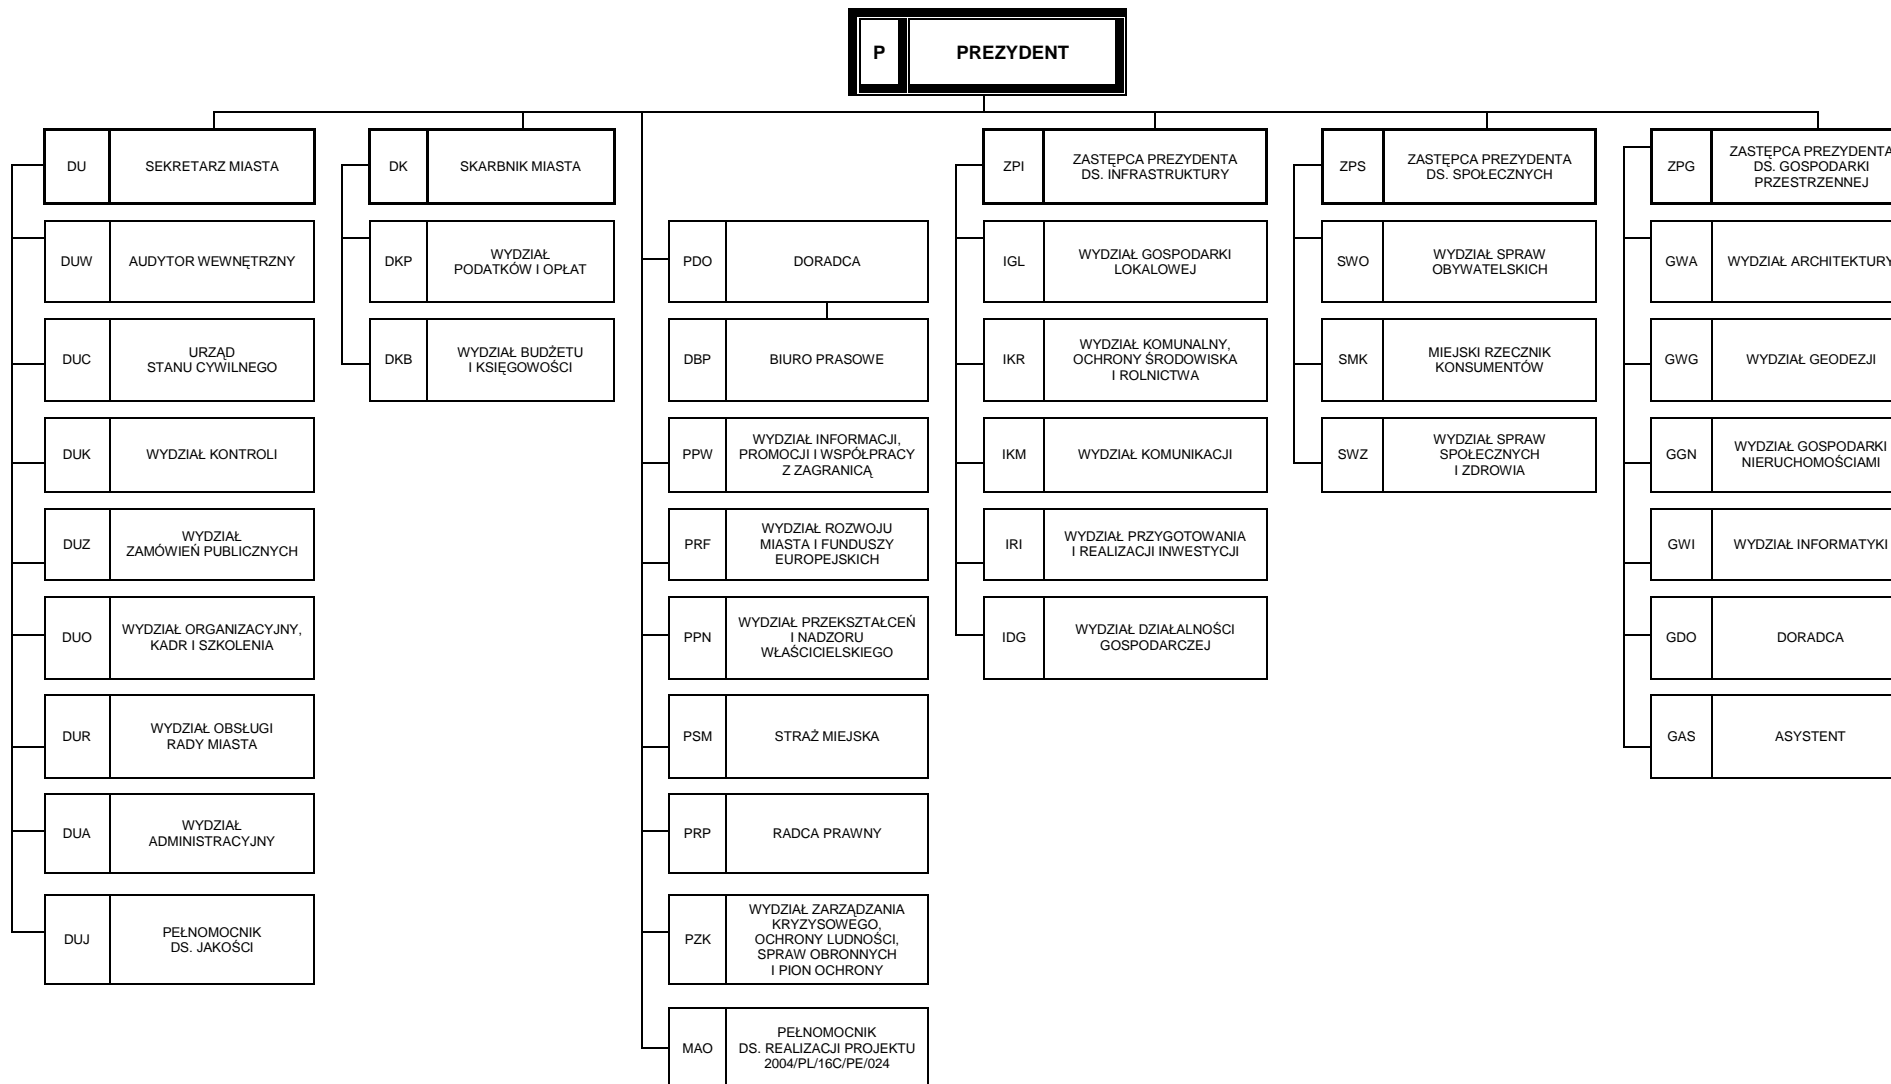 P
PREZYDENT
DU
SEKRETARZ MIASTA
DUW
AUDYTOR WEWNĘTRZNY
DUC
URZĄD
STANU CYWILNEGO
DUK
WYDZIAŁ KONTROLI
DUZ
WYDZIAŁ
ZAMÓWIEŃ PUBLICZNYCH
DUO
WYDZIAŁ ORGANIZACYJNY,
KADR I SZKOLENIA
DUR
WYDZIAŁ OBSŁUGI
RADY MIASTA
DUA
WYDZIAŁ
ADMINISTRACYJNY
DUJ
PEŁNOMOCNIK
DS. JAKOŚCI
DK
SKARBNIK MIASTA
DKP
WYDZIAŁ
PODATKÓW I OPŁAT
DKB
WYDZIAŁ BUDŻETU
I KSIĘGOWOŚCI
PDO
DORADCA
DBP
BIURO PRASOWE
PPW
WYDZIAŁ INFORMACJI,
PROMOCJI I WSPÓŁPRACY
Z ZAGRANICĄ
PRF
WYDZIAŁ ROZWOJU
MIASTA I FUNDUSZY
EUROPEJSKICH
PPN
WYDZIAŁ PRZEKSZTAŁCEŃ
I NADZORU
WŁAŚCICIELSKIEGO
PSM
STRAŻ MIEJSKA
PRP
RADCA PRAWNY
PZK
WYDZIAŁ ZARZĄDZANIA
KRYZYSOWEGO,
OCHRONY LUDNOŚCI,
SPRAW OBRONNYCH
I PION OCHRONY
MAO
PEŁNOMOCNIK
DS. REALIZACJI PROJEKTU
2004/PL/16C/PE/024
ZPI
ZASTĘPCA PREZYDENTA
DS. INFRASTRUKTURY
IGL
WYDZIAŁ GOSPODARKI
LOKALOWEJ
IKR
WYDZIAŁ KOMUNALNY,
OCHRONY ŚRODOWISKA
I ROLNICTWA
IKM
WYDZIAŁ KOMUNIKACJI
IRI
WYDZIAŁ PRZYGOTOWANIA
I REALIZACJI INWESTYCJI
IDG
WYDZIAŁ DZIAŁALNOŚCI
GOSPODARCZEJ
ZPS
ZASTĘPCA PREZYDENTA
DS. SPOŁECZNYCH
SWO
WYDZIAŁ SPRAW
OBYWATELSKICH
SMK
MIEJSKI RZECZNIK
KONSUMENTÓW
SWZ
WYDZIAŁ SPRAW
SPOŁECZNYCH
I ZDROWIA
ZPG
ZASTĘPCA PREZYDENTA
DS. GOSPODARKI
PRZESTRZENNEJ
GWA
WYDZIAŁ ARCHITEKTURY
GWG
WYDZIAŁ GEODEZJI
GGN
WYDZIAŁ GOSPODARKI
NIERUCHOMOŚCIAMI
GWI
WYDZIAŁ INFORMATYKI
GDO
DORADCA
GAS
ASYSTENT